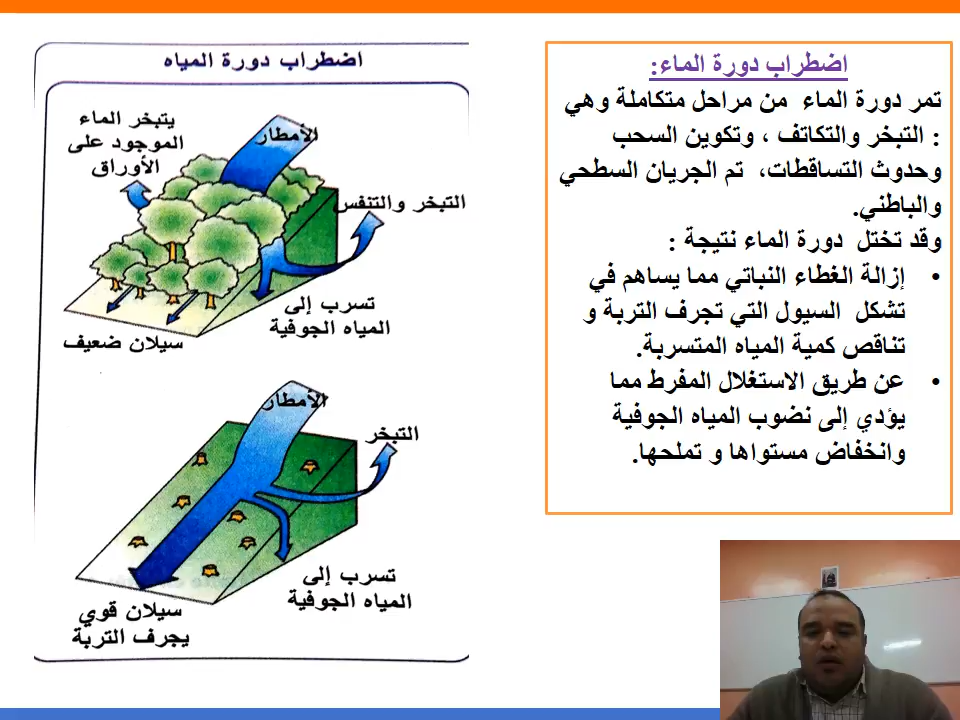 اضطراب دورة الماء:
تمر دورة الماء من مراحل متكاملة وهي
: التبخر والتكاتف ، وتكوين السحب
وحدوث التساقطات، تم الجريان السطحي
والباطني.
وقد تختل دورة الماء نتيجة :
• إزالة الغطاء النباتي مما يساهم في
تشكل السيول التي تجرف التربة و
تناقص كمية المياه المتسربة.
• عن طريق الاستغلال المفرط مما
يؤدي إلى نضوب المياه الجوفية
وانخفاض مستواها و تملحها.
اضطراب دورة المياه
الأمطار
يتبخر الماء
الموجود على
الأوراق
التبخر والتنفس
تسرب إلى
المياه الجوفية
سيلان ضعيف
الأمطار
التبخر
تسرب إلى
المياه الجوفية
سيلان قوي
يجرف التربة